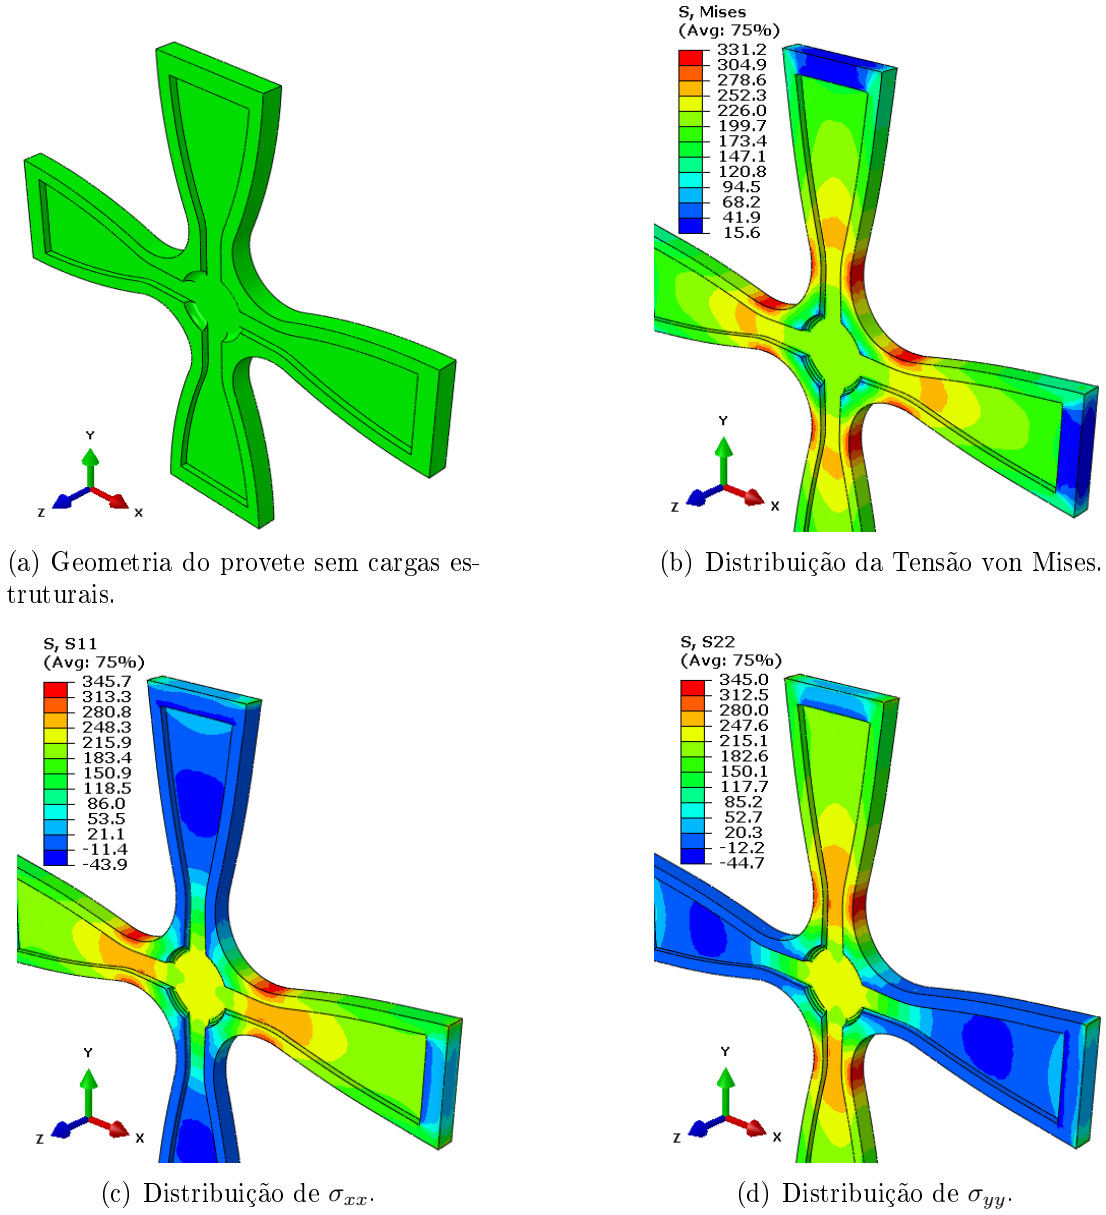 S, Mises
(Avg: 75%)
331.2
304.9
278.6
252.3
226.0
199.7
173.4
147.1
120.8
94.5
68.2
41.9
15.6
Y
Z
X
Y
Z
X
(a) Geometria do provete sem cargas es-
truturais.
(b) Distribuição da Tensão von Mises.
S, S11
(Avg: 75%)
345.7
313.3
280.8
248.3
215.9
183.4
150.9
118.5
86.0
53.5
21.1
-11.4
-43.9
Y
Z
X
S, S22
(Avg: 75%)
345.0
312.5
280.0
247.6
215.1
182.6
150.1
117.7
85.2
52.7
20.3
-12.2
-44.7
Y
Z
X
(c) Distribuição de σxx.
(d) Distribuição de σyy.